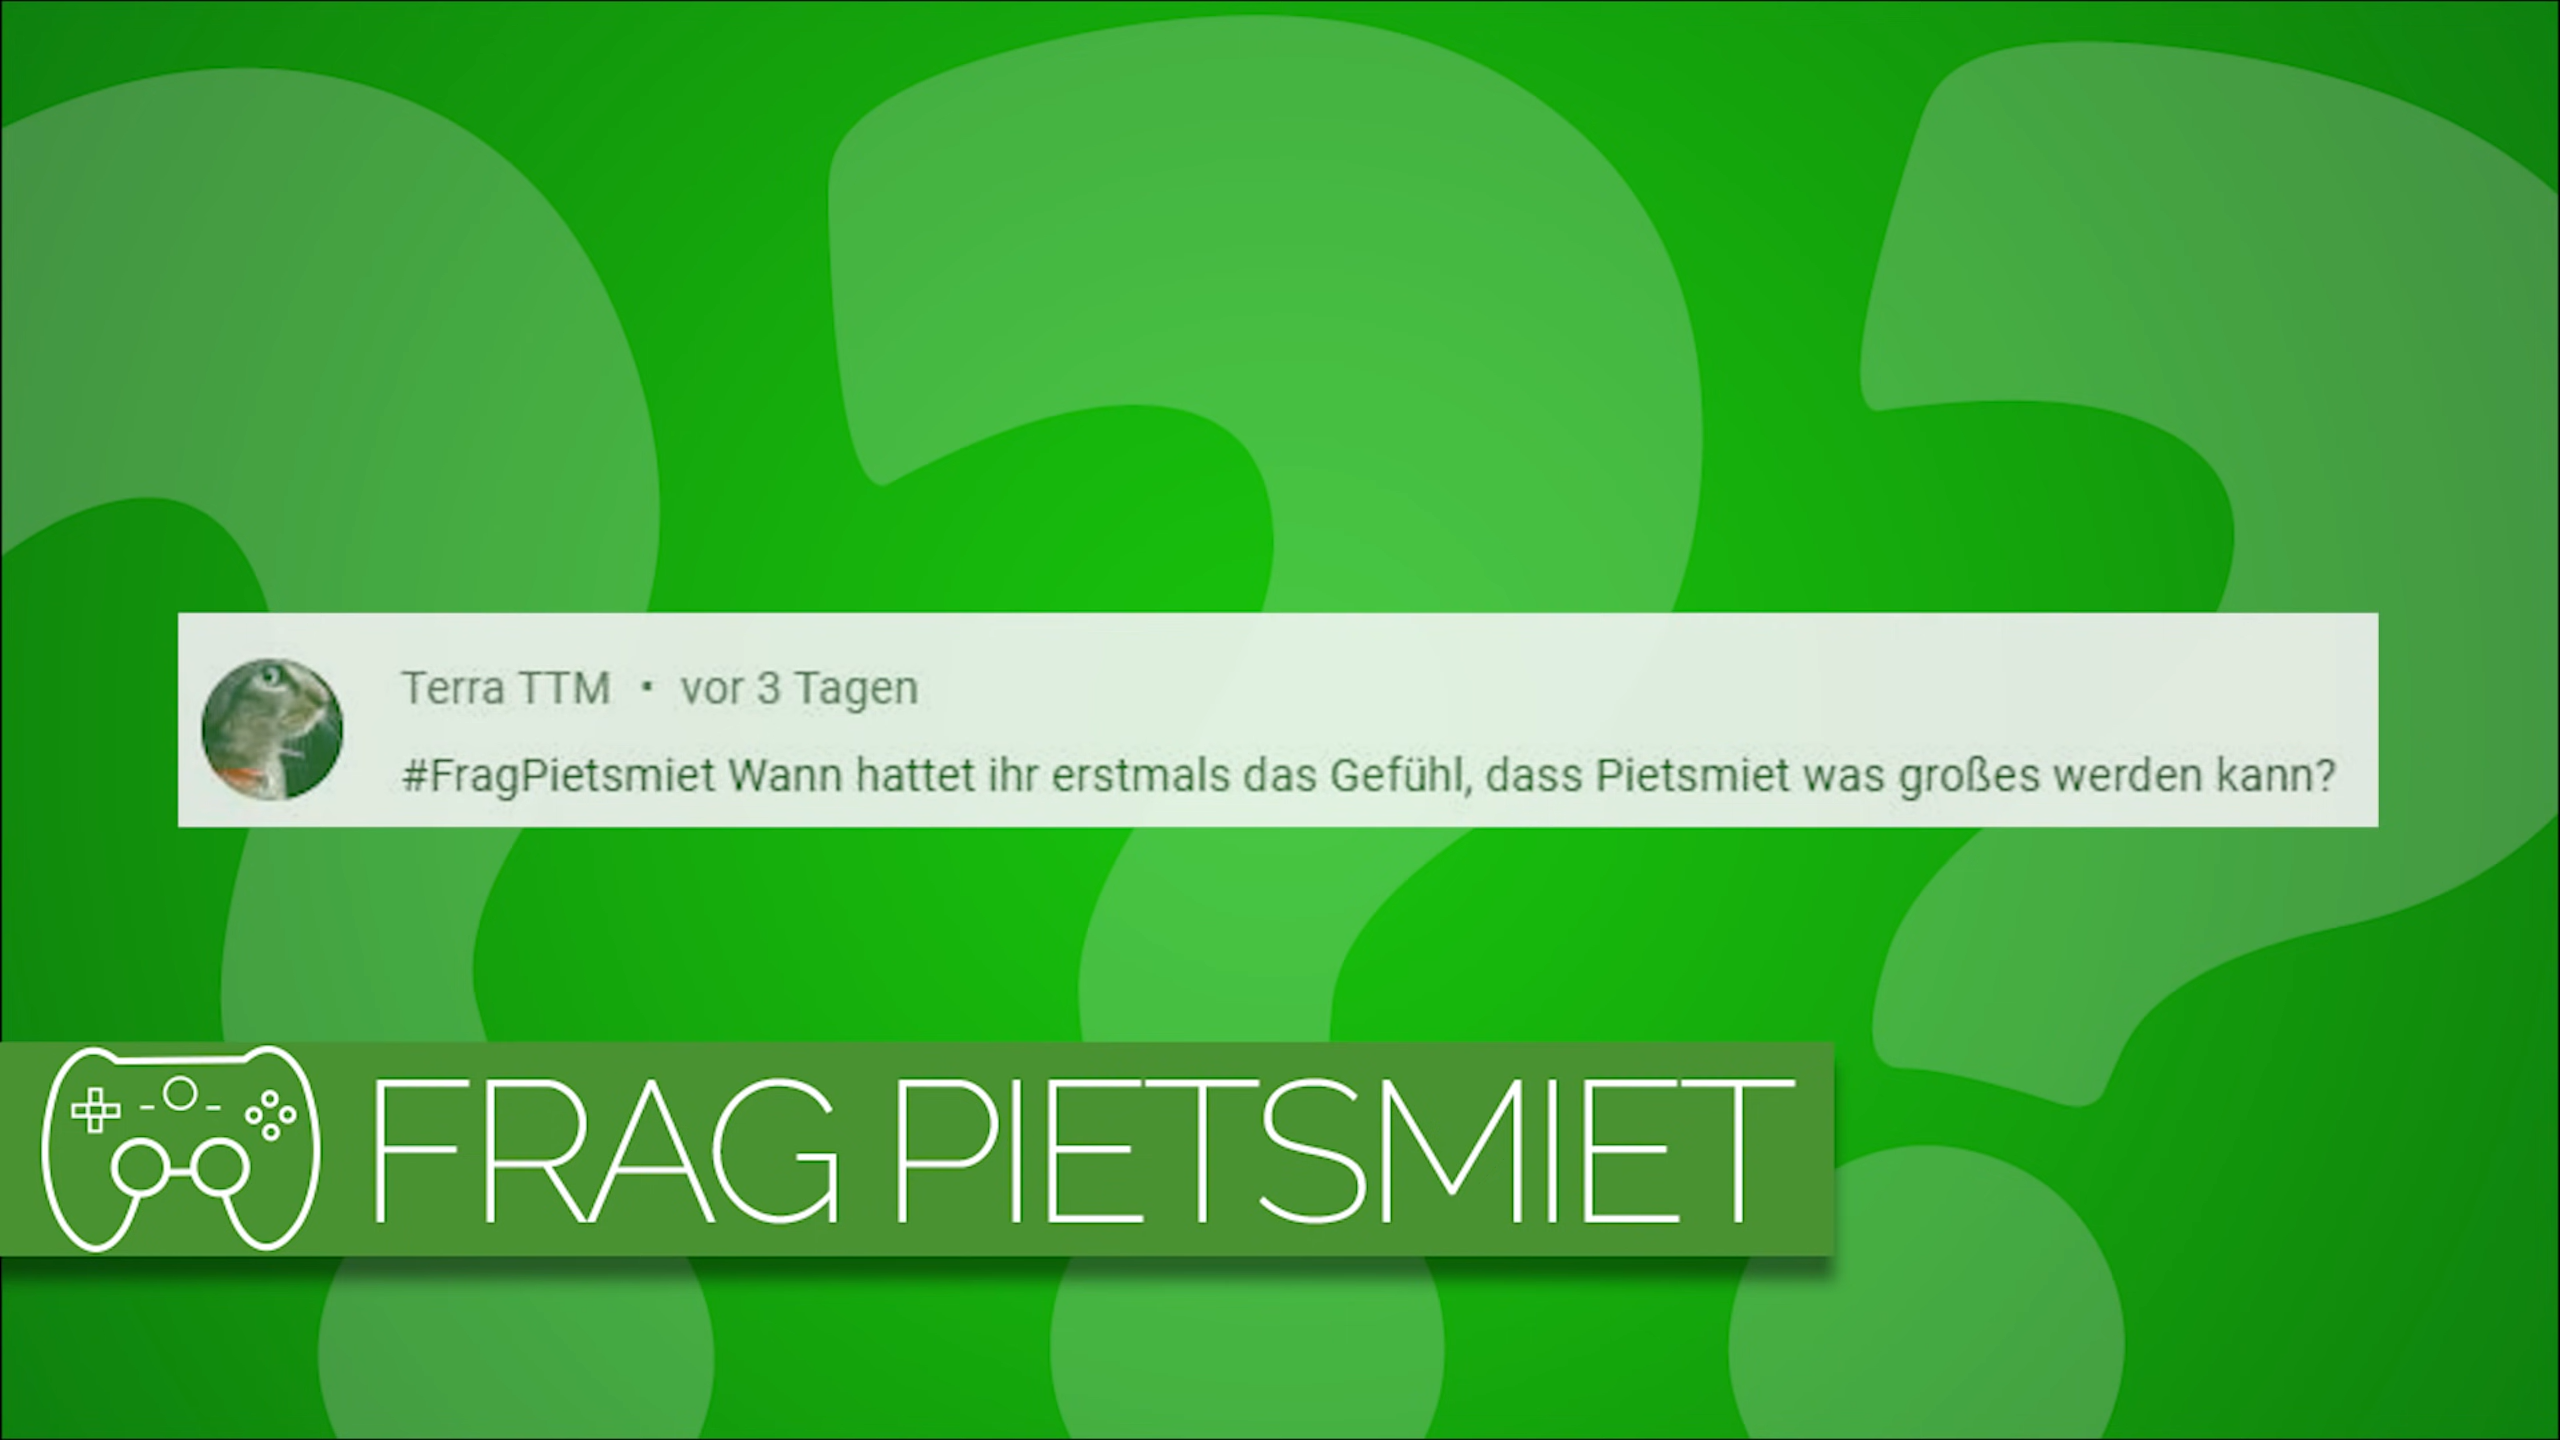 Terra TTM • vor 3 Tagen
#FragPietsmiet Wann hattet ihr erstmals das Gefühl, dass Pietsmiet was großes werden kann?
FRAG PIETSMIET